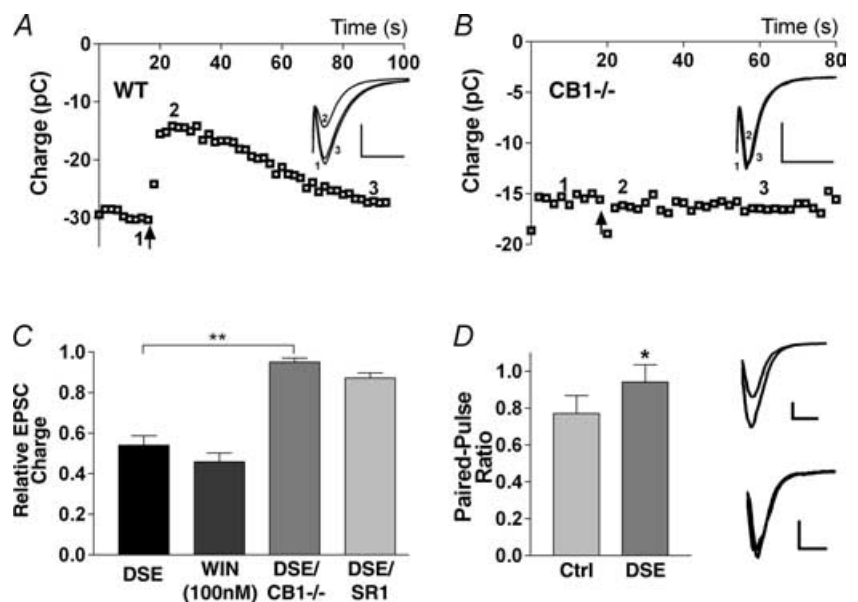 A
Time (s)
0
20
40
60
80
100
0
-10
-20
-30
Charge (pC)
WT
1
2
3
2
3
1
B
Time (s)
0
20
40
60
80
-5
-10
-15
-20
Charge (pC)
CB1-/-
1
2
3
2
1
3
C
**
1.0
0.8
0.6
0.4
0.2
0.0
Relative EPSC
Charge
DSE
WIN
(100nM)
DSE/
CB1-/-
DSE/
SR1
D
*
1.0
0.8
0.6
0.4
0.2
0.0
Paired-Pulse
Ratio
Ctrl
DSE